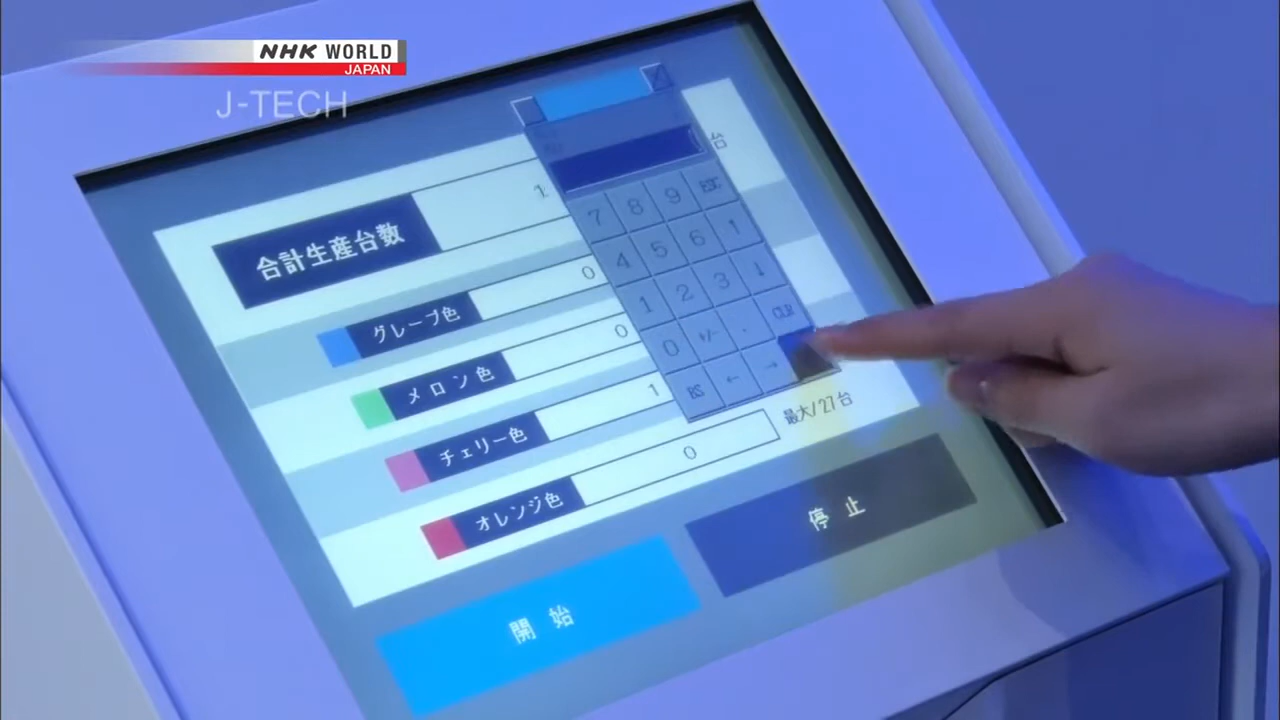 NHK WORLD
JAPAN
J-TECH
合計生産台数 1 台
グレープ色 0
メロン色 0
チェリー色 1
オレンジ色 0
最大/27台
7 8 9 ESC
4 5 6 ↑
1 2 3 ↓
0 +/- . CLR
BS ← →
開始
停止